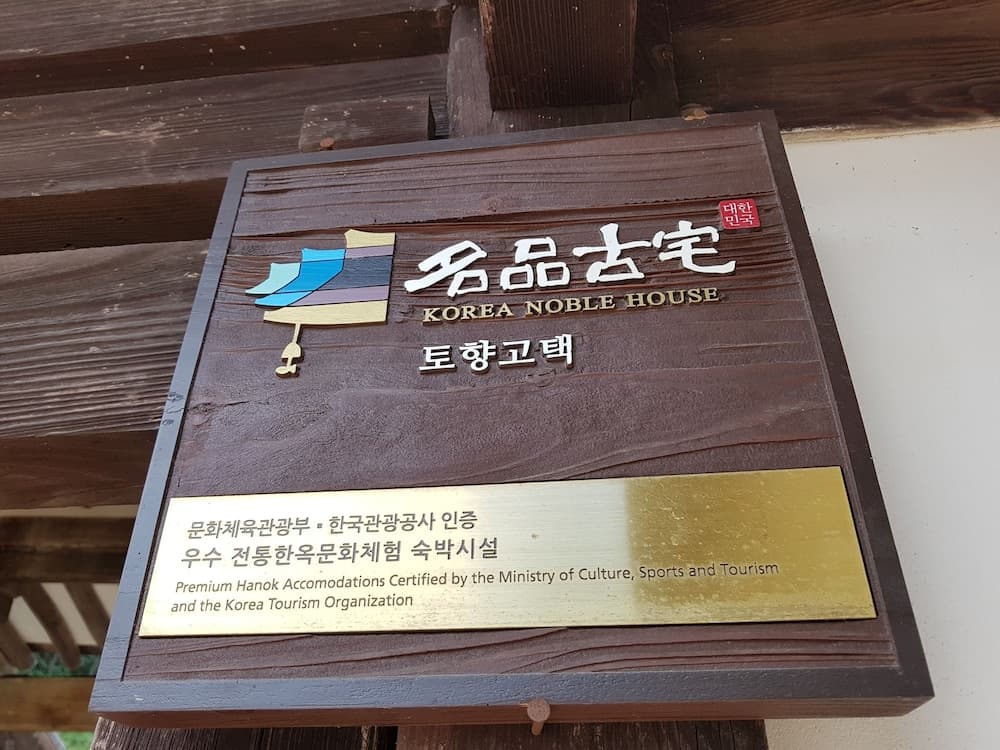 名品古宅
대한
민국
KOREA NOBLE HOUSE
토향고택
문화체육관광부 ▪ 한국관광공사 인증
우수 전통한옥문화체험 숙박시설
Premium Hanok Accomodations Certified by the Ministry of Culture, Sports and Tourism
and the Korea Tourism Organization